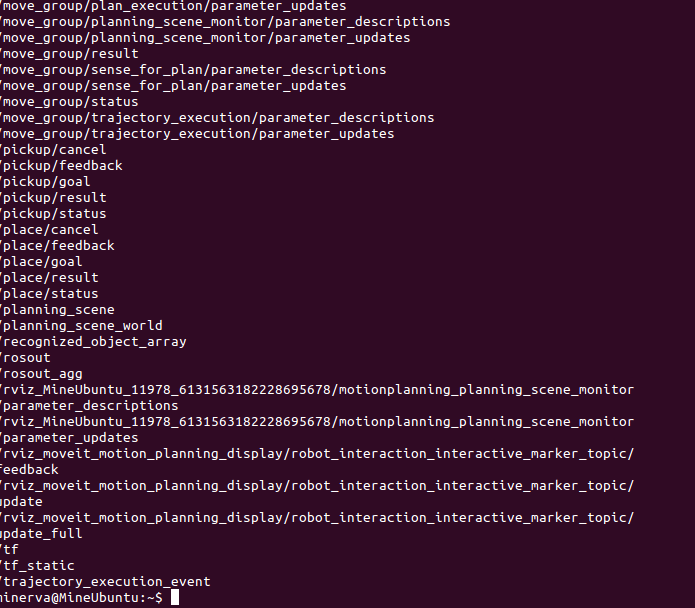 /move_group/plan_execution/parameter_updates
/move_group/planning_scene_monitor/parameter_descriptions
/move_group/planning_scene_monitor/parameter_updates
/move_group/result
/move_group/sense_for_plan/parameter_descriptions
/move_group/sense_for_plan/parameter_updates
/move_group/status
/move_group/trajectory_execution/parameter_descriptions
/move_group/trajectory_execution/parameter_updates
/pickup/cancel
/pickup/feedback
/pickup/goal
/pickup/result
/pickup/status
/place/cancel
/place/feedback
/place/goal
/place/result
/place/status
/planning_scene
/planning_scene_world
/recognized_object_array
/rosout
/rosout_agg
/rviz_MineUbuntu_11978_6131563182228695678/motionplanning_planning_scene_monitor
/parameter_descriptions
/rviz_MineUbuntu_11978_6131563182228695678/motionplanning_planning_scene_monitor
/parameter_updates
/rviz_moveit_motion_planning_display/robot_interaction_interactive_marker_topic/
feedback
/rviz_moveit_motion_planning_display/robot_interaction_interactive_marker_topic/
update
/rviz_moveit_motion_planning_display/robot_interaction_interactive_marker_topic/
update_full
/tf
/tf_static
/trajectory_execution_event
minerva@MineUbuntu:~$